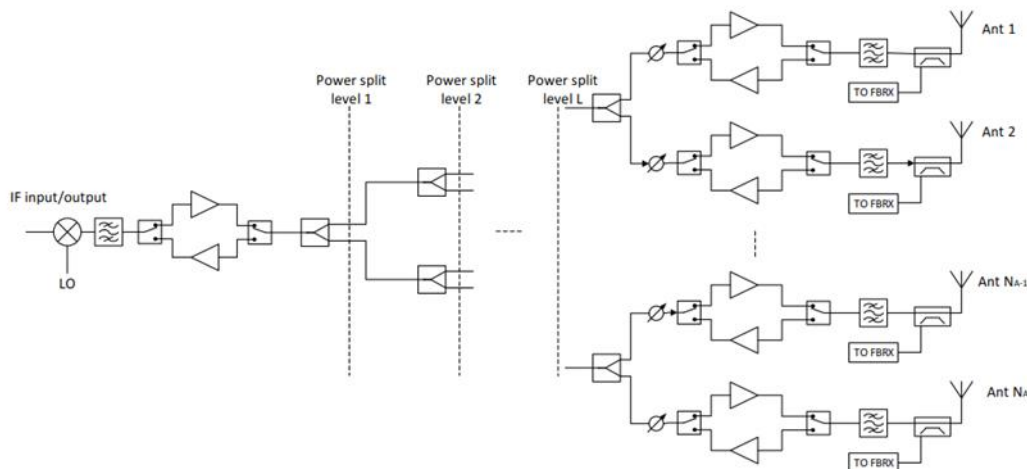 Power split
level 1
Power split
level 2
Power split
level L
IF input/output
LO
Ant 1
TO FBRX
Ant 2
TO FBRX
Ant NA-1
TO FBRX
Ant NA
TO FBRX